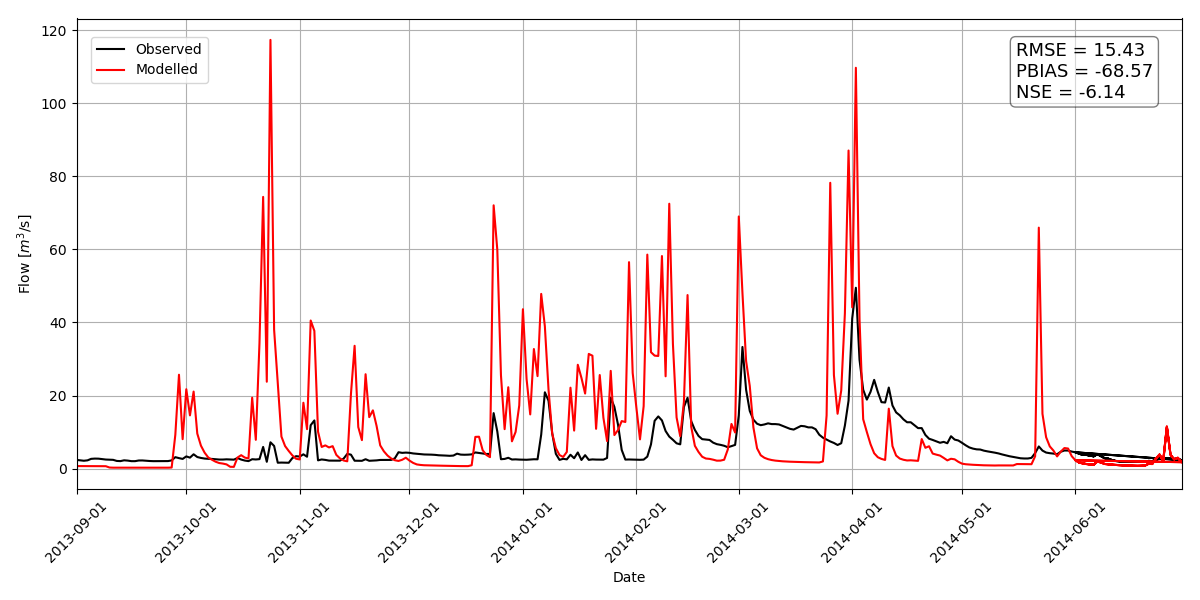 120
100
80
60
40
20
0
Flow [m³/s]
Observed
Modelled
RMSE = 15.43
PBIAS = -68.57
NSE = -6.14
2013-09-01
2013-10-01
2013-11-01
2013-12-01
2014-01-01
2014-02-01
2014-03-01
2014-04-01
2014-05-01
2014-06-01
Date